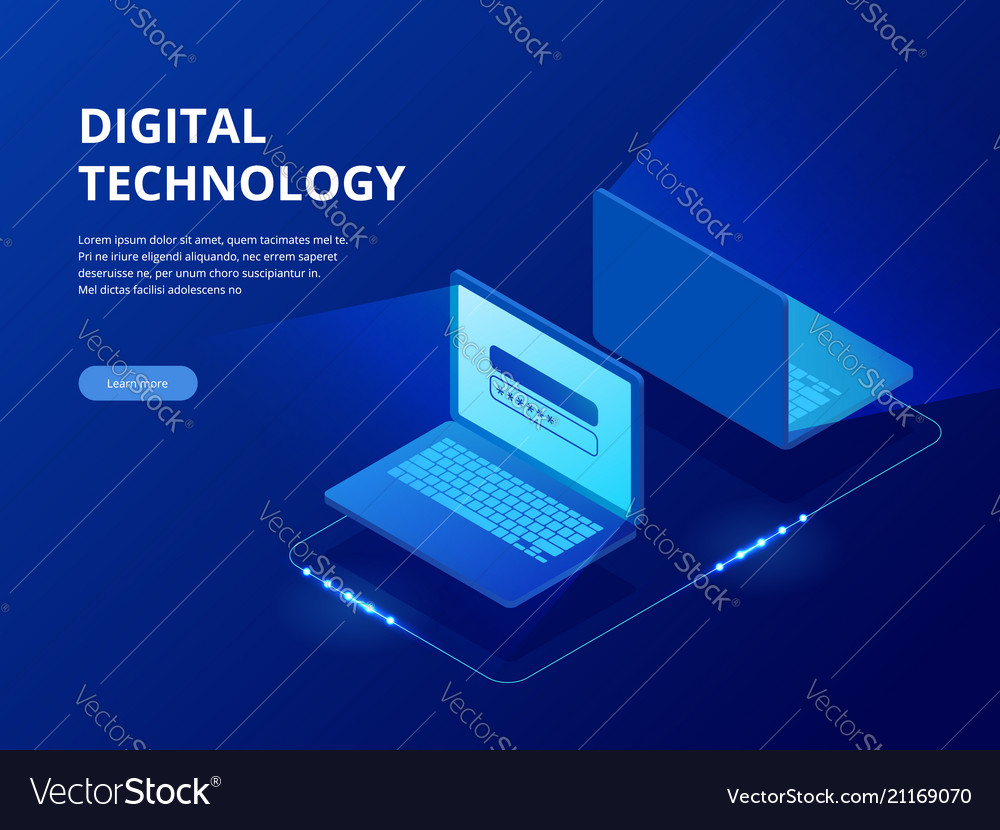 DIGITAL
TECHNOLOGY
Lorem ipsum dolor sit amet, quem tacimates mel te.
Pri ne iriure eligendi aliquando, nec errem saperet
deseruisse ne, per unum choro suscipiantur in.
Mel dictas facilisi adolescens no
Learn more
******
VectorStock®
VectorStock.com/21169070